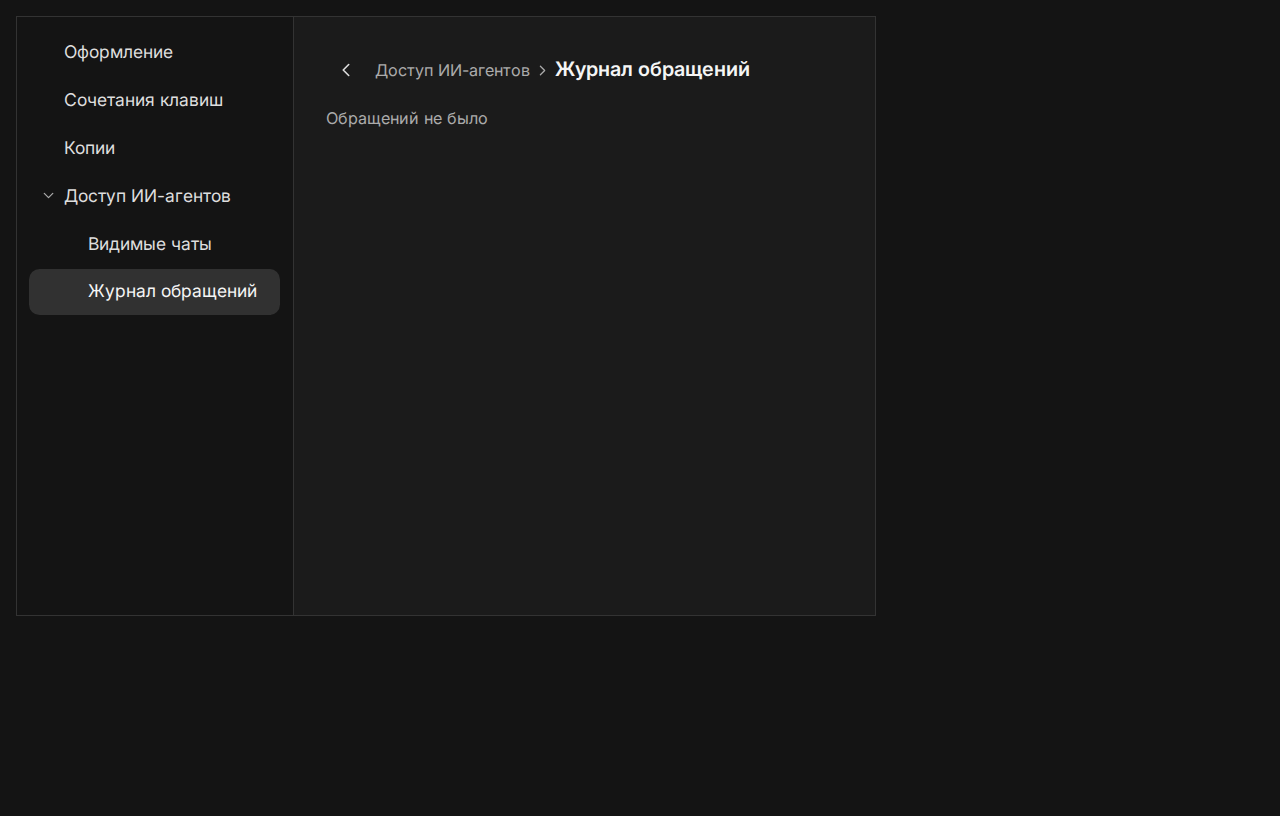 Оформление
Сочетания клавиш
Копии
Доступ ИИ-агентов
Видимые чаты
Журнал обращений
Доступ ИИ-агентов > Журнал обращений
Обращений не было